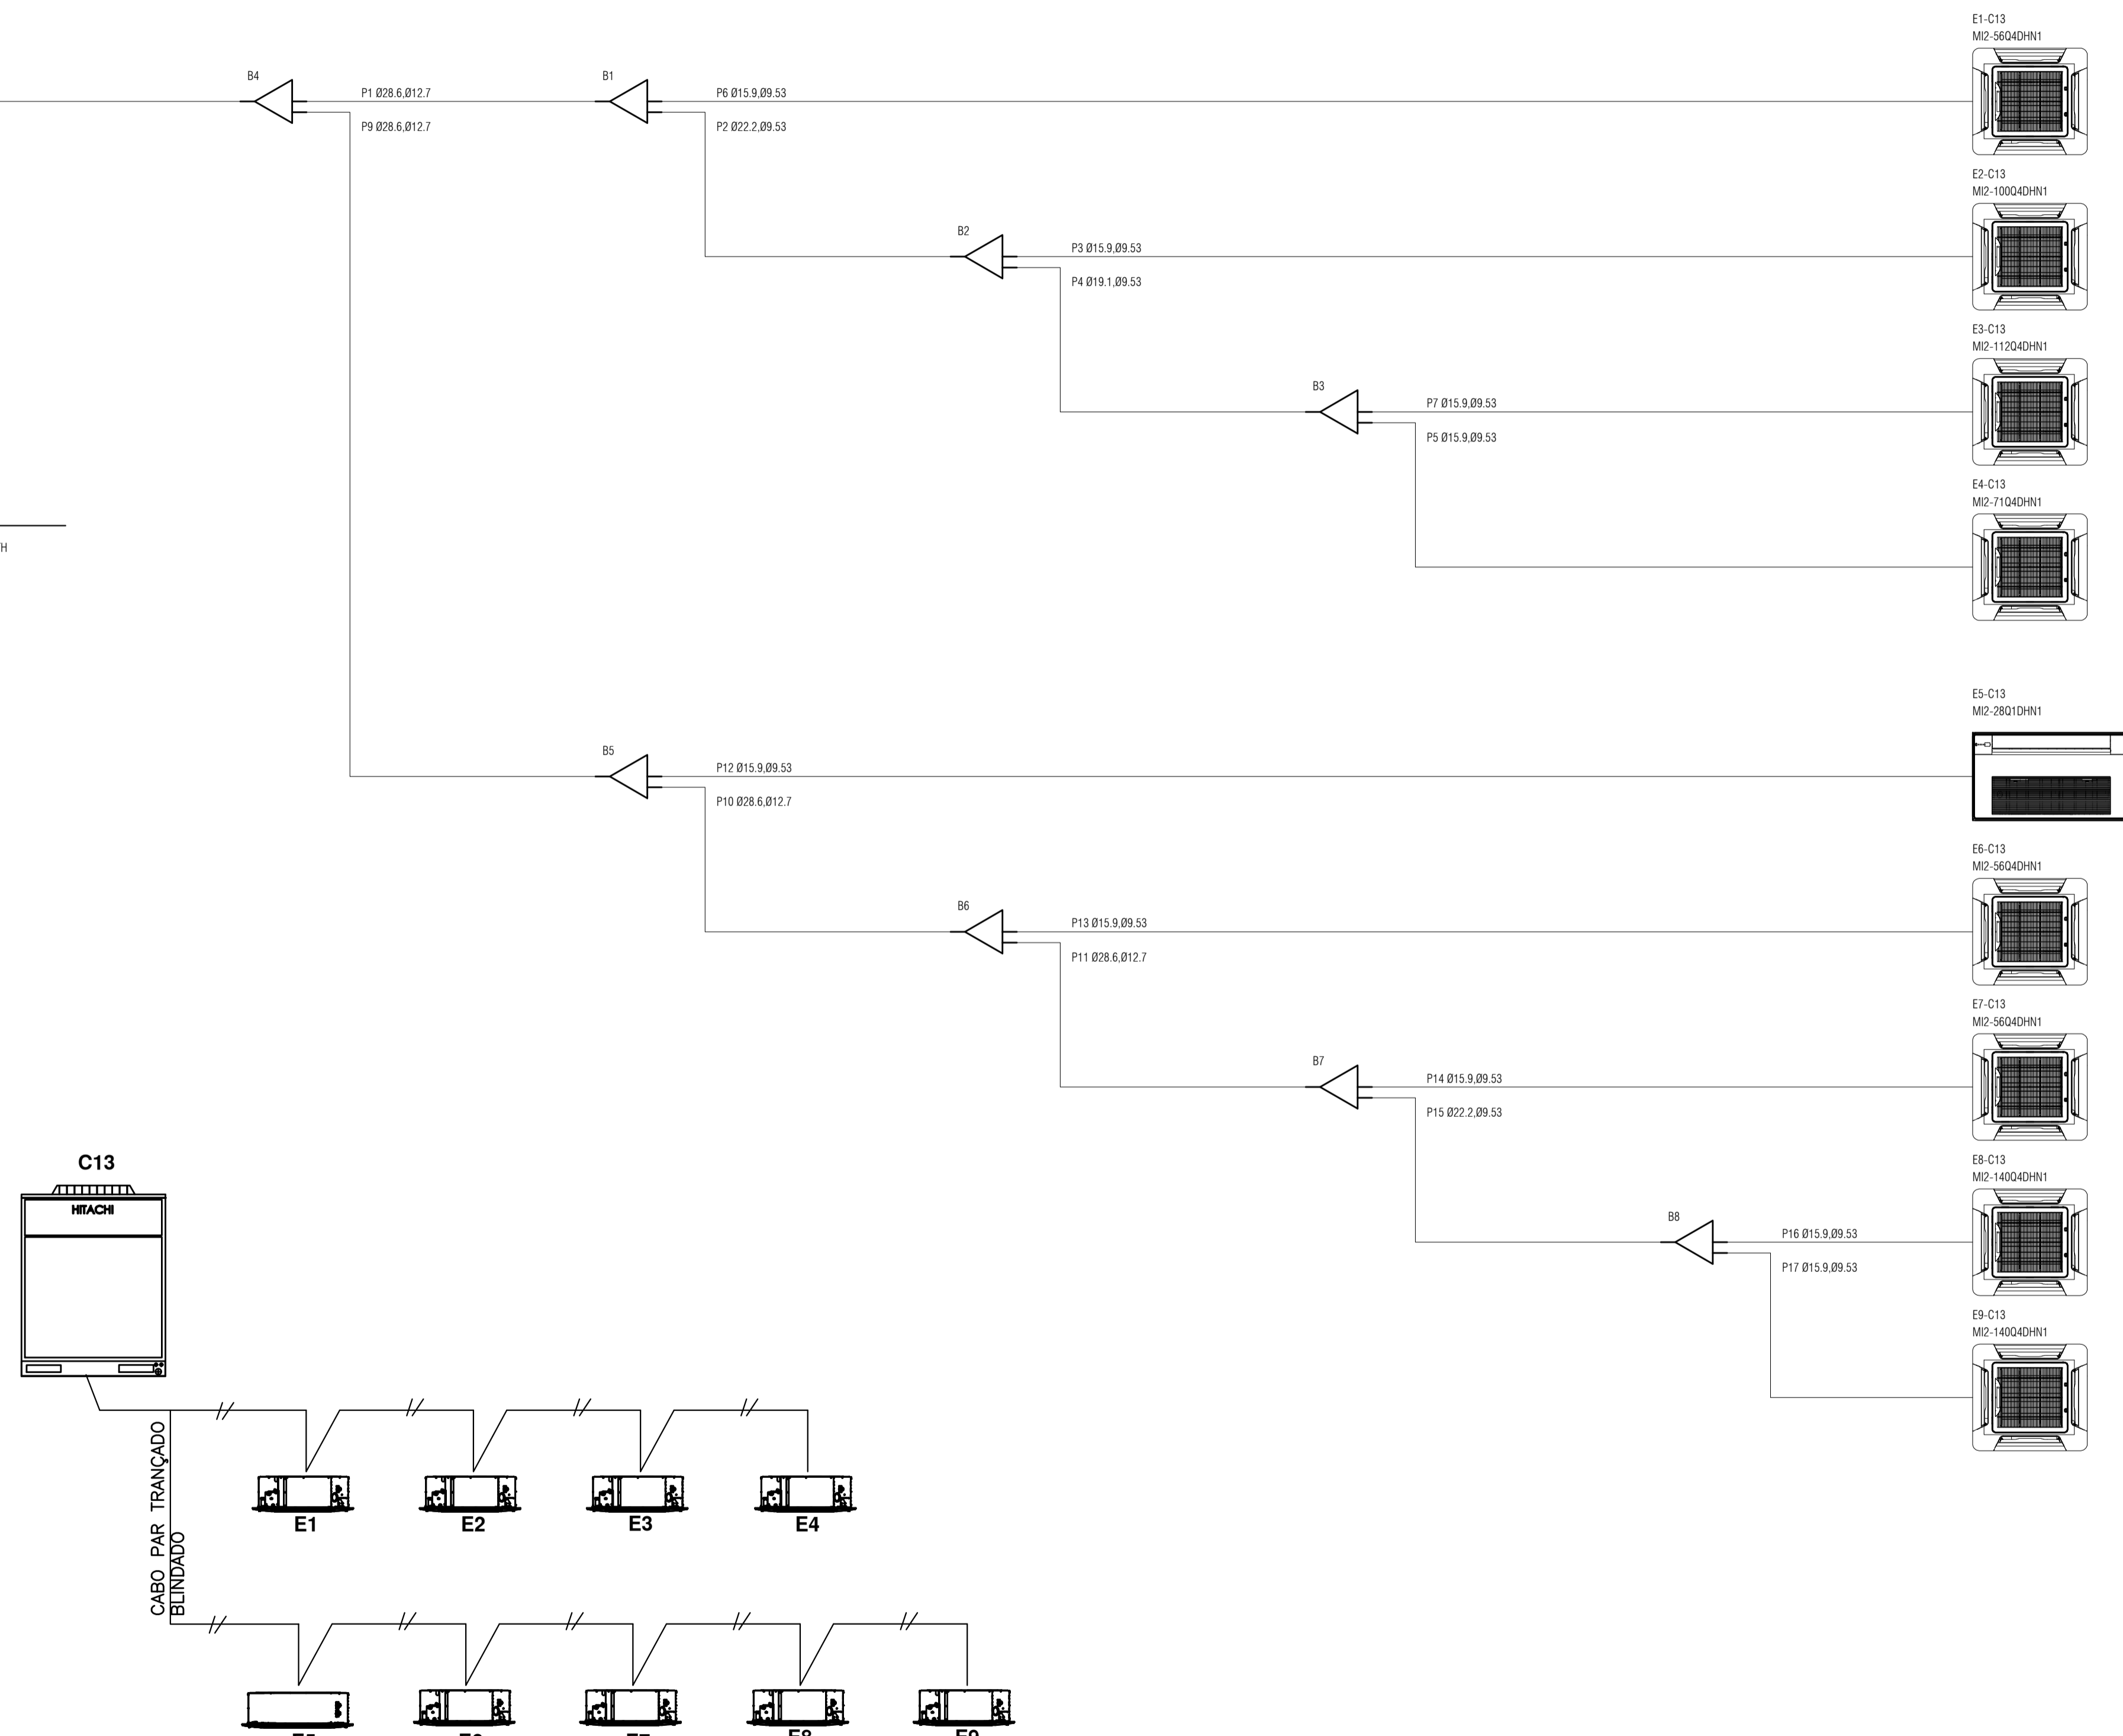 E1-C13
MI2-56Q4DHN1
B4
P1 Ø28.6,Ø12.7
P9 Ø28.6,Ø12.7
B1
P6 Ø15.9,Ø9.53
P2 Ø22.2,Ø9.53
E2-C13
MI2-100Q4DHN1
B2
P3 Ø15.9,Ø9.53
P4 Ø19.1,Ø9.53
E3-C13
MI2-112Q4DHN1
B3
P7 Ø15.9,Ø9.53
P5 Ø15.9,Ø9.53
E4-C13
MI2-71Q4DHN1
H
E5-C13
MI2-28Q1DHN1
B5
P12 Ø15.9,Ø9.53
P10 Ø28.6,Ø12.7
E6-C13
MI2-56Q4DHN1
B6
P13 Ø15.9,Ø9.53
P11 Ø28.6,Ø12.7
E7-C13
MI2-56Q4DHN1
B7
P14 Ø15.9,Ø9.53
P15 Ø22.2,Ø9.53
E8-C13
MI2-140Q4DHN1
B8
P16 Ø15.9,Ø9.53
P17 Ø15.9,Ø9.53
E9-C13
MI2-140Q4DHN1
C13
HITACHI
CABO PAR TRANÇADO
BLINDADO
E1
E2
E3
E4
E8
E9